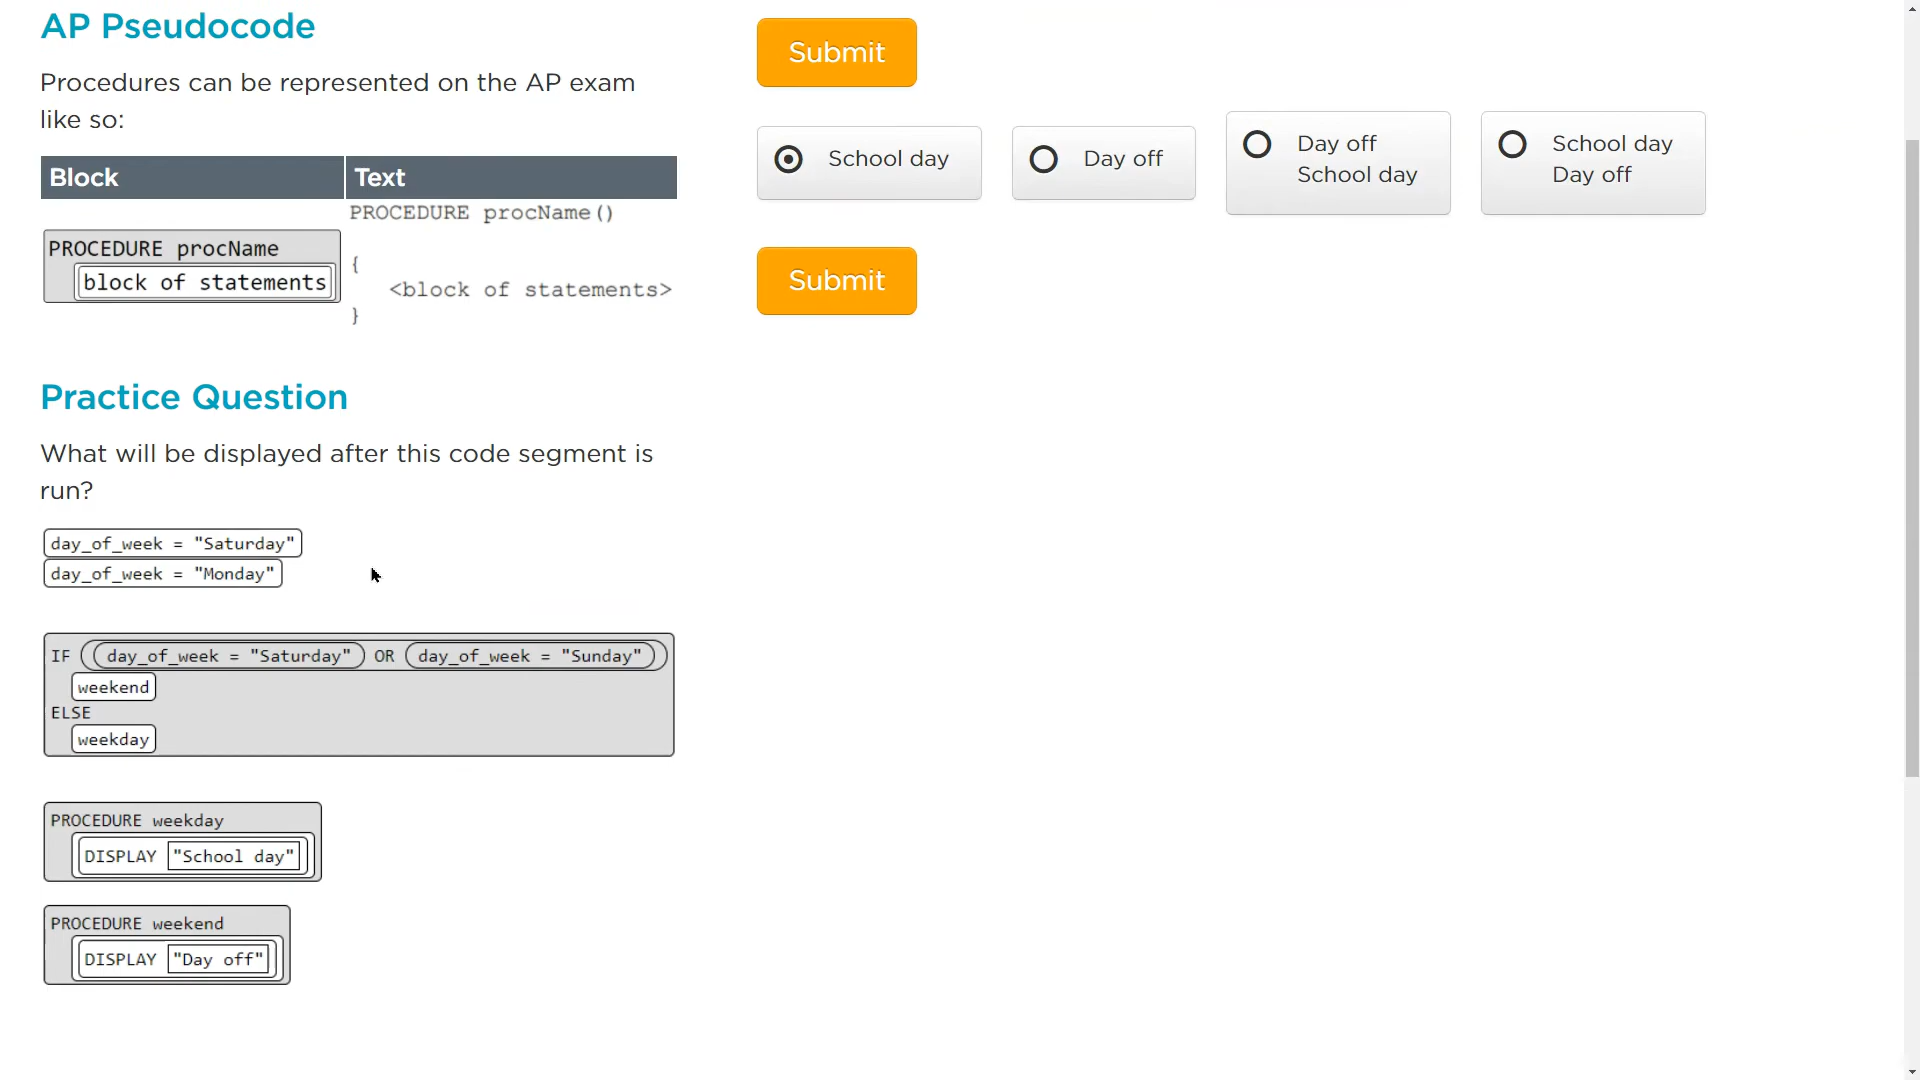 AP Pseudocode
Procedures can be represented on the AP exam
like so:
Block Text
PROCEDURE procName
block of statements
PROCEDURE procName()
{
<block of statements>
}
Practice Question
What will be displayed after this code segment is
run?
day_of_week = "Saturday"
day_of_week = "Monday"
IF day_of_week = "Saturday" OR day_of_week = "Sunday"
weekend
ELSE
weekday
PROCEDURE weekday
DISPLAY "School day"
PROCEDURE weekend
DISPLAY "Day off"
Submit
School day
Day off
Day off
School day
School day
Day off
Submit